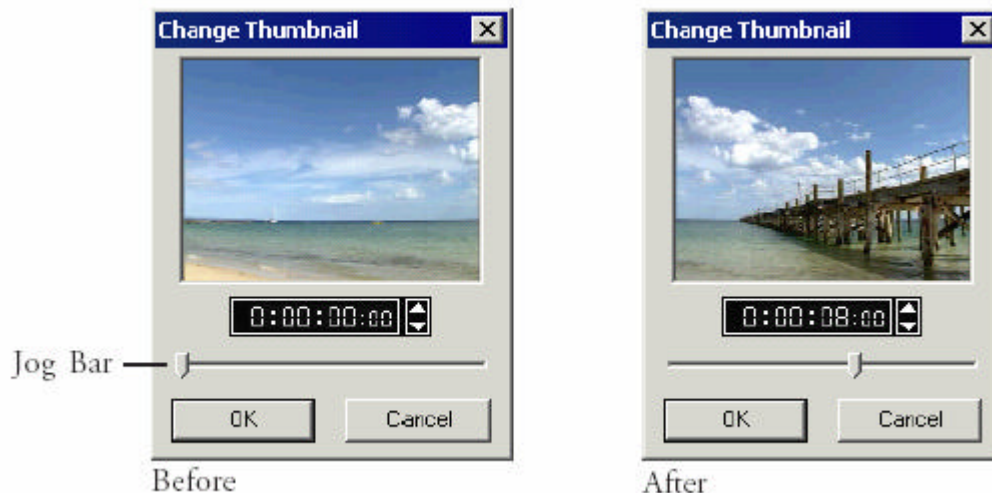 Change Thumbnail
0:00:00:00
Jog Bar
OK Cancel
Before
Change Thumbnail
0:00:08:00
OK Cancel
After